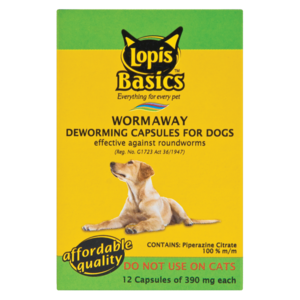 Lopis
Basics™
Everything for every pet
WORMAWAY
DEWORMING CAPSULES FOR DOGS
effective against roundworms
(Reg. No. G1723 Act 36/1947)
CONTAINS: Piperazine Citrate
100 % m/m
affordable
quality
DO NOT USE ON CATS
12 Capsules of 390 mg each